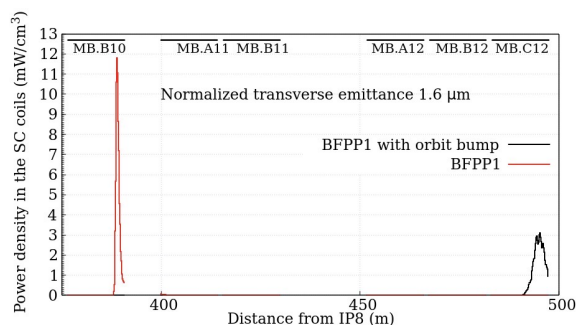 Power density in the SC coils (mW/cm³)
13
12
11
10
9
8
7
6
5
4
3
2
1
0
MB.B10 MB.A11 MB.B11 MB.A12 MB.B12 MB.C12
Normalized transverse emittance 1.6 µm
BFPP1 with orbit bump
BFPP1
400 450 500
Distance from IP8 (m)